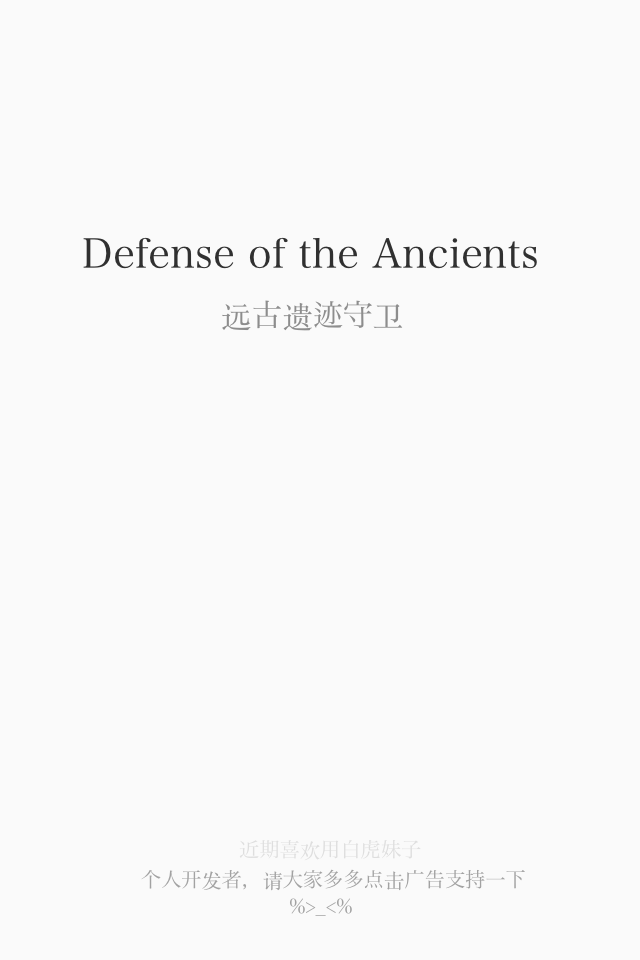 Defense of the Ancients
远古遗迹守卫
近期喜欢用白虎妹子
个人开发者，请大家多多点击广告支持一下
%>_<%